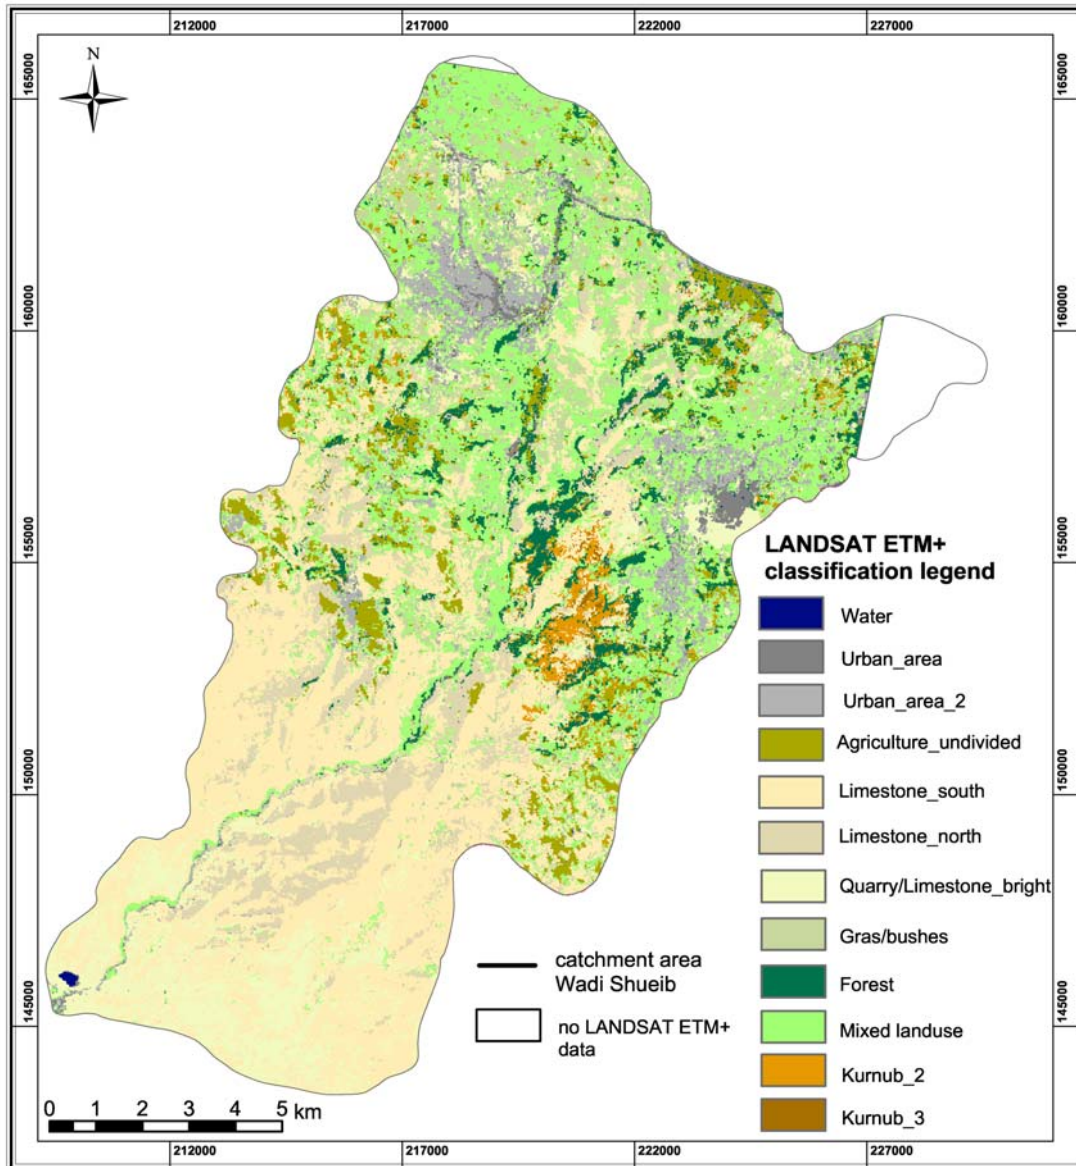 212000 217000 222000 227000
N
165000 165000
160000 160000
155000 155000
150000 150000
145000 145000
LANDSAT ETM+
classification legend
Water
Urban_area
Urban_area_2
Agriculture_undivided
Limestone_south
Limestone_north
Quarry/Limestone_bright
Gras/bushes
Forest
Mixed landuse
Kurnub_2
Kurnub_3
catchment area
Wadi Shueib
no LANDSAT ETM+
data
0 1 2 3 4 5 km
212000 217000 222000 227000